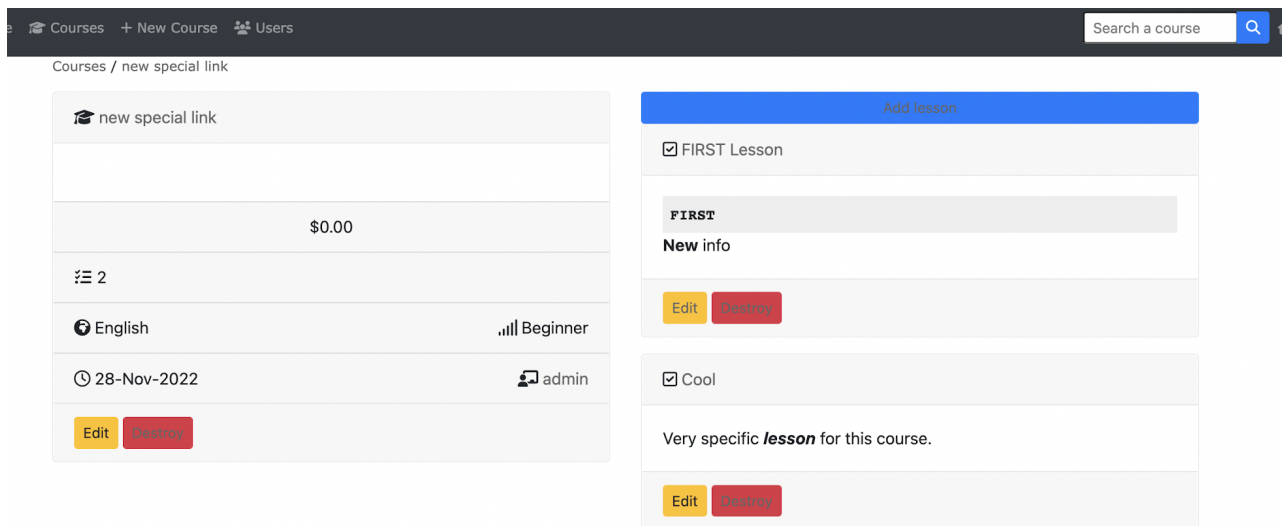 e Courses + New Course Users
Search a course
Courses / new special link
new special link
$0.00
2
English
Beginner
28-Nov-2022
admin
Edit
Destroy
Add lesson
FIRST Lesson
FIRST
New info
Edit
Destroy
Cool
Very specific lesson for this course.
Edit
Destroy